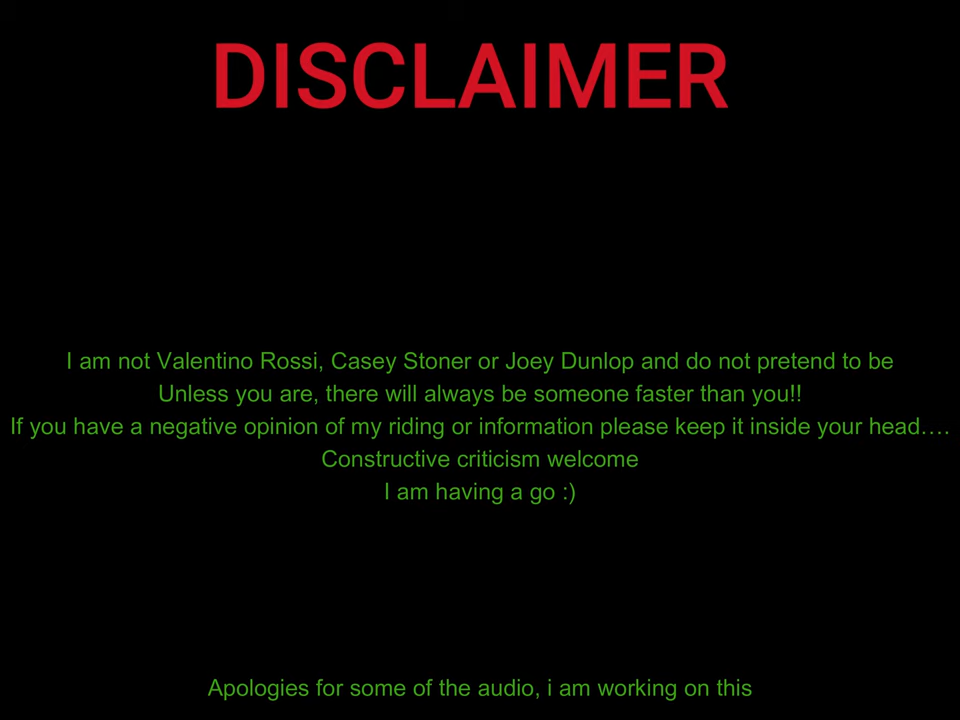 DISCLAIMER
I am not Valentino Rossi, Casey Stoner or Joey Dunlop and do not pretend to be
Unless you are, there will always be someone faster than you!!
If you have a negative opinion of my riding or information please keep it inside your head….
Constructive criticism welcome
I am having a go :)
Apologies for some of the audio, i am working on this